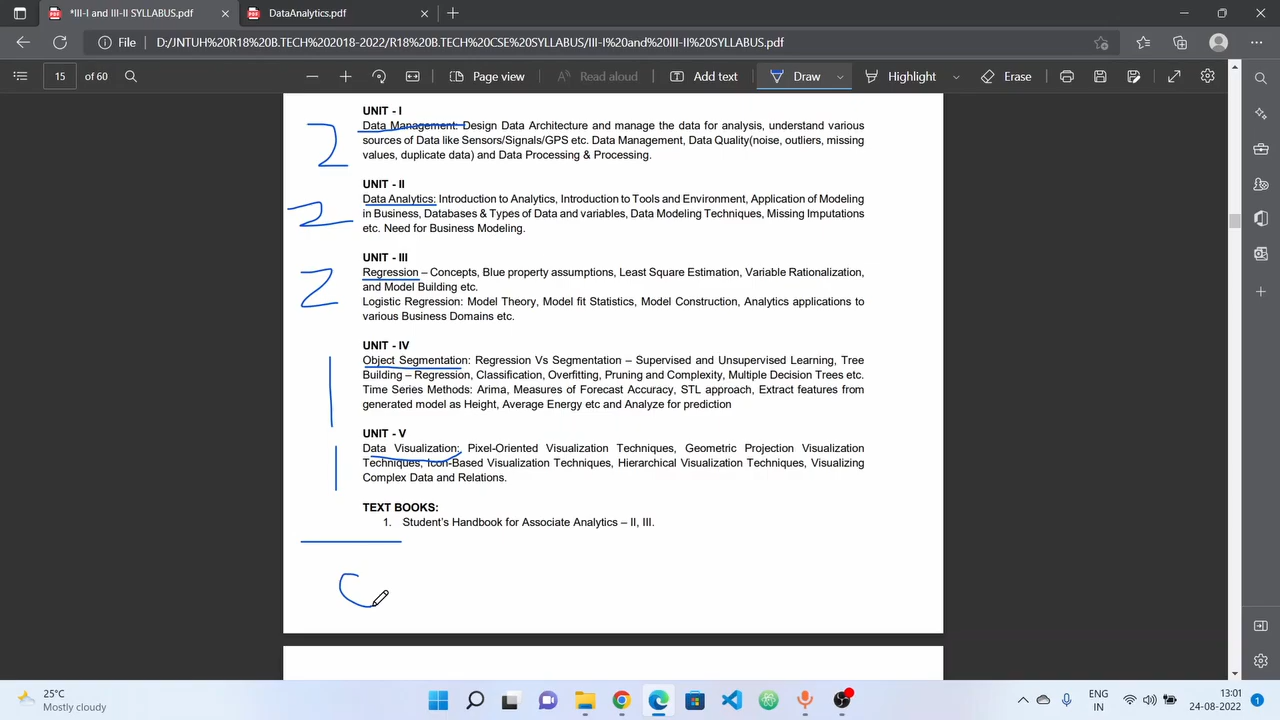 *III-I and III-II SYLLABUS.pdf
DataAnalytics.pdf
File
D:/JNTUH%20R18%20B.TECH%202018-2022/R18%20B.TECH%20CSE%20SYLLABUS/III-I%20and%20III-II%20SYLLABUS.pdf
15 of 60
Page view
Read aloud
Add text
Draw
Highlight
Erase
UNIT - I
Data Management: Design Data Architecture and manage the data for analysis, understand various
2 sources of Data like Sensors/Signals/GPS etc. Data Management, Data Quality(noise, outliers, missing
values, duplicate data) and Data Processing & Processing.
UNIT - II
Data Analytics: Introduction to Analytics, Introduction to Tools and Environment, Application of Modeling
2 in Business, Databases & Types of Data and variables, Data Modeling Techniques, Missing Imputations
etc. Need for Business Modeling.
UNIT - III
Regression – Concepts, Blue property assumptions, Least Square Estimation, Variable Rationalization,
2 and Model Building etc.
Logistic Regression: Model Theory, Model fit Statistics, Model Construction, Analytics applications to
various Business Domains etc.
UNIT - IV
Object Segmentation: Regression Vs Segmentation – Supervised and Unsupervised Learning, Tree
1 Building – Regression, Classification, Overfitting, Pruning and Complexity, Multiple Decision Trees etc.
Time Series Methods: Arima, Measures of Forecast Accuracy, STL approach, Extract features from
generated model as Height, Average Energy etc and Analyze for prediction
UNIT - V
Data Visualization: Pixel-Oriented Visualization Techniques, Geometric Projection Visualization
1 Techniques, Icon-Based Visualization Techniques, Hierarchical Visualization Techniques, Visualizing
Complex Data and Relations.
TEXT BOOKS:
1. Student's Handbook for Associate Analytics – II, III.
25°C
Mostly cloudy
ENG
IN
13:01
24-08-2022
1